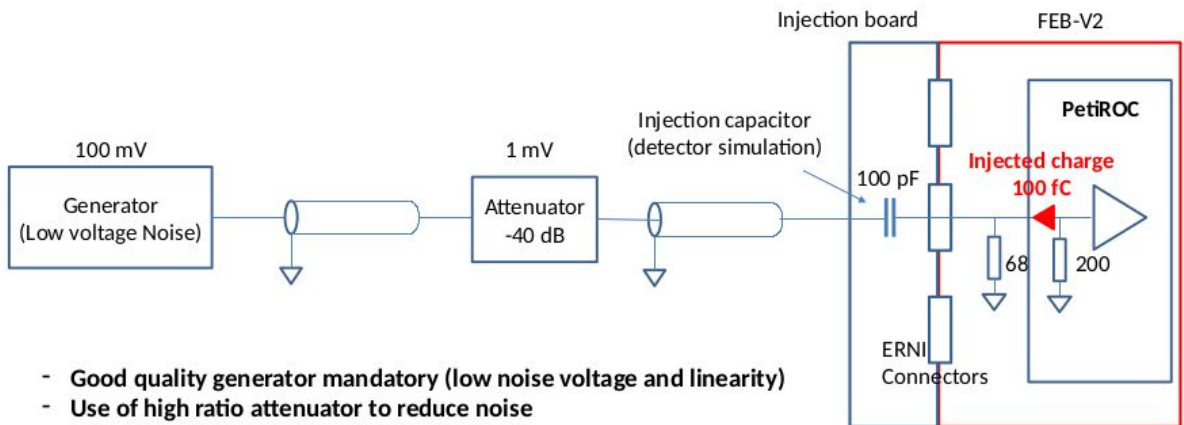 Injection board
FEB-V2
PetiROC
Injection capacitor
(detector simulation)
100 mV
1 mV
Injected charge
100 fC
100 pF
Generator
(Low voltage Noise)
Attenuator
-40 dB
68
200
ERNI
Connectors
- Good quality generator mandatory (low noise voltage and linearity)
- Use of high ratio attenuator to reduce noise